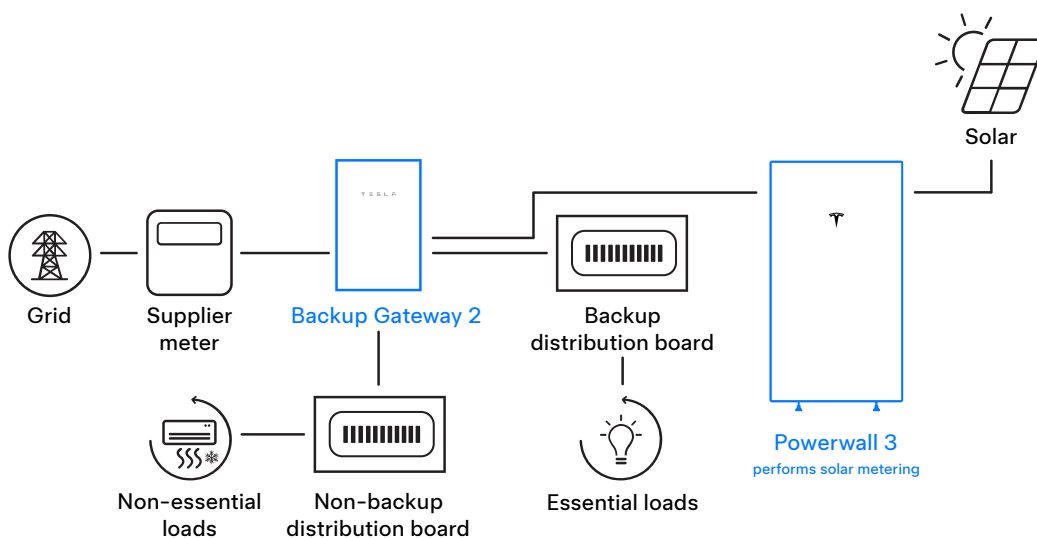 Solar
TESLA
Grid
Supplier
meter
Backup Gateway 2
Backup
distribution board
Powerwall 3
performs solar metering
Non-essential
loads
Non-backup
distribution board
Essential loads